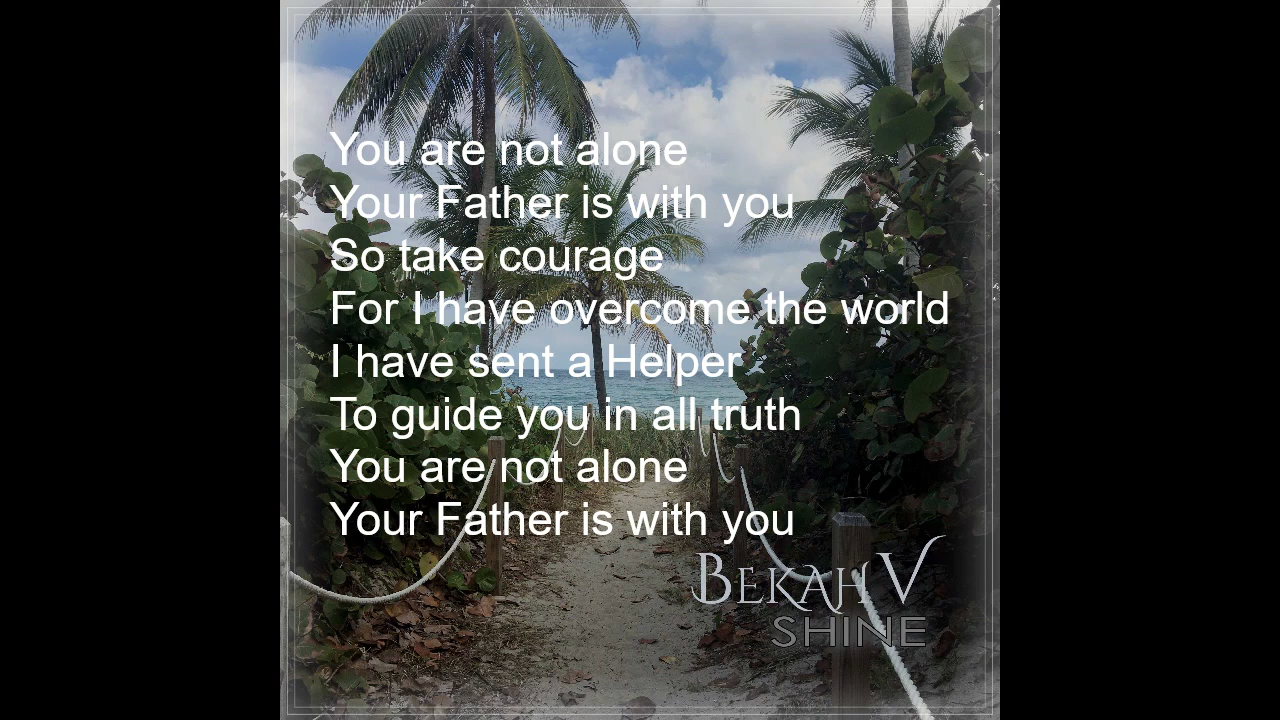 You are not alone
Your Father is with you
So take courage
For I have overcome the world
I have sent a Helper
To guide you in all truth
You are not alone
Your Father is with you
BEKAH V
SHINE